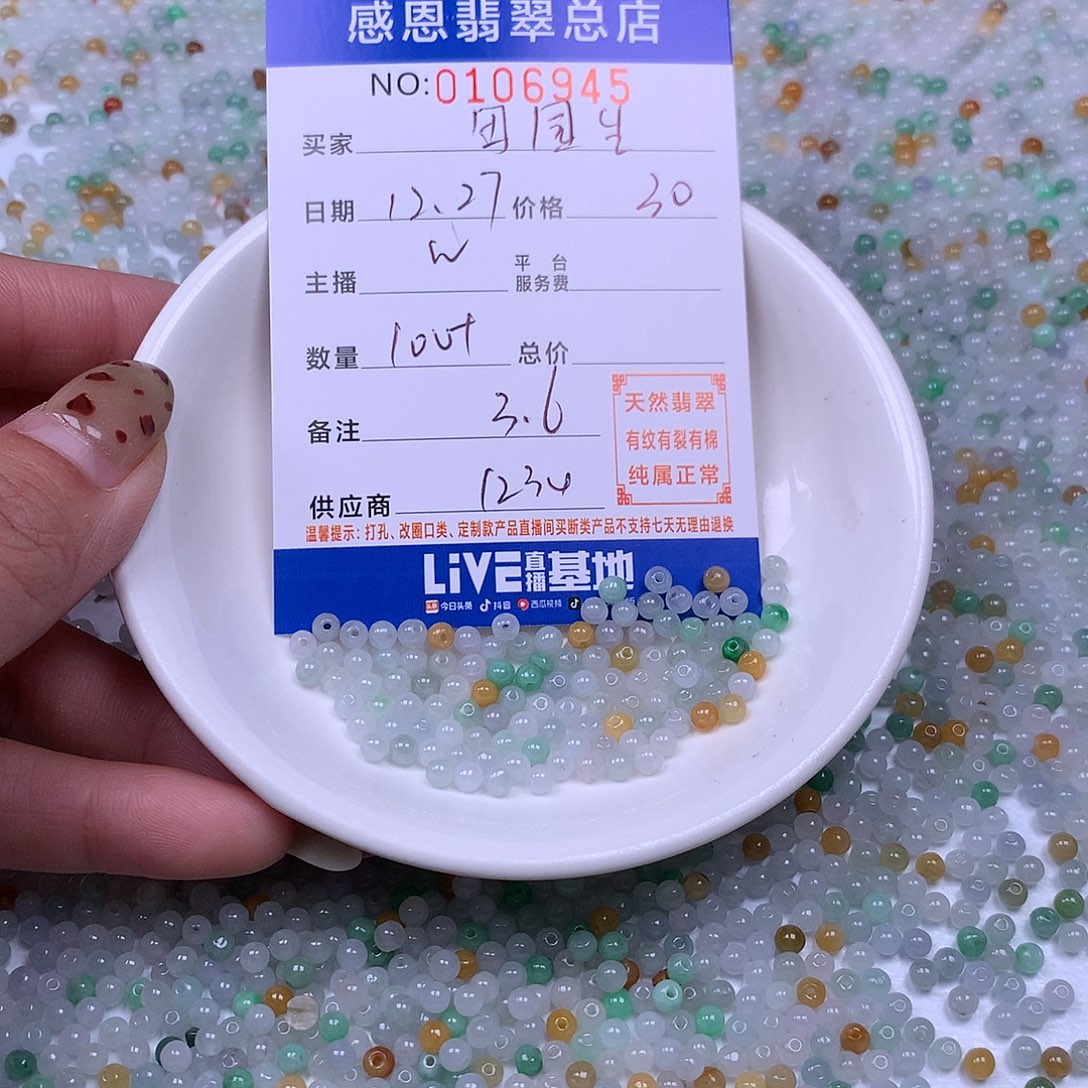 感恩翡翠总店
NO:0106945
买家
日期 12.27 价格 30
主播 W 平台服务费
数量 10ut 总价
备注 3.6
供应商 1234
天然翡翠
有纹有裂有棉
纯属正常
温馨提示：打孔、改圈口类、定制款产品直播间买断类产品不支持七天无理由退换
LiVE直播基地
今日头条 抖音 西瓜视频